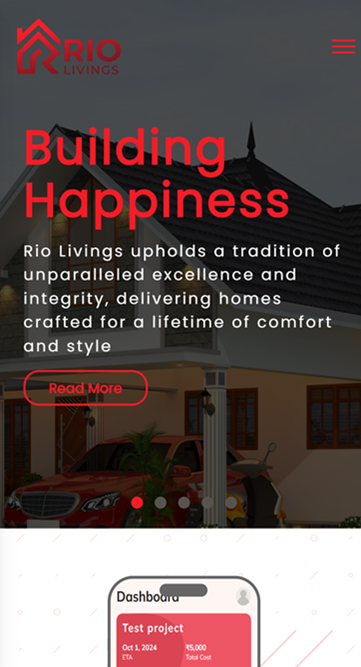 RIO
LIVINGS
Building
Happiness
Rio Livings upholds a tradition of
unparalleled excellence and
integrity, delivering homes
crafted for a lifetime of comfort
and style
Read More
Dashboard
Test project
Oct 1, 2024 ₹5,000
ETA Total Cost